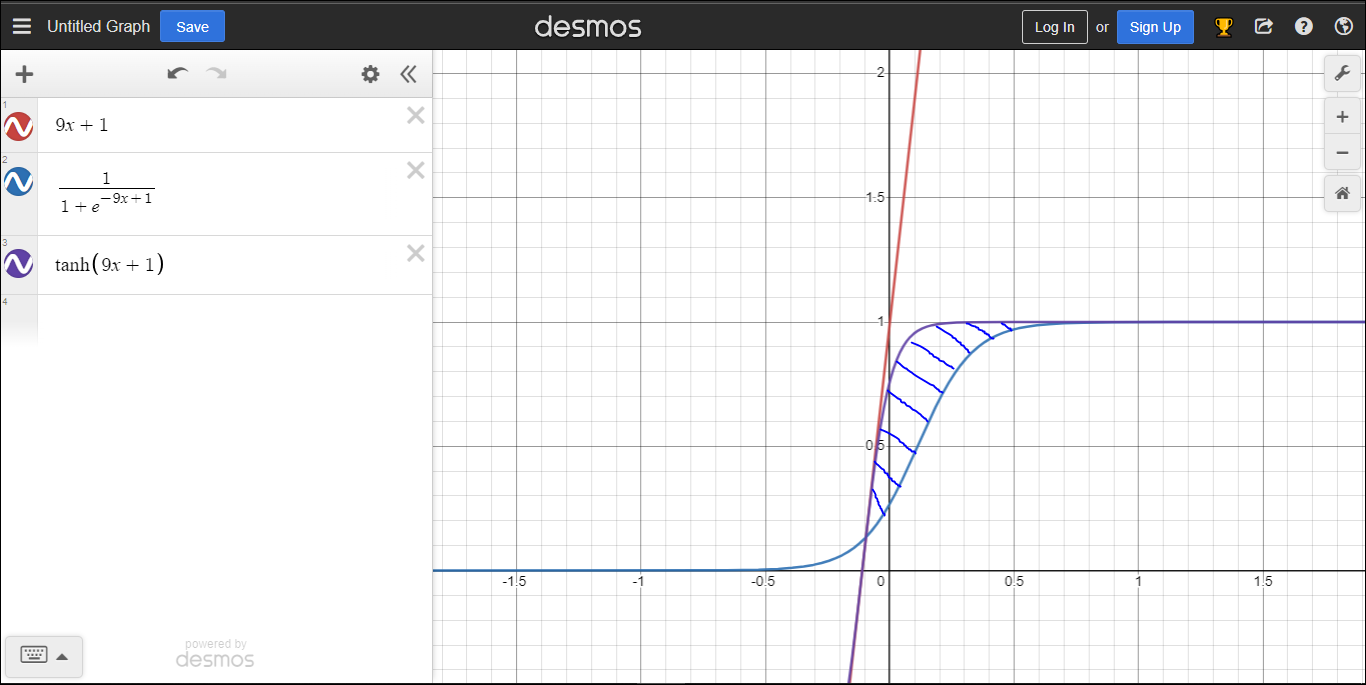 Untitled Graph Save desmos Log In or Sign Up
1
9x + 1
2
1
1 + e^{-9x+1}
3
tanh(9x + 1)
4
2
1.5
1
0.5
-1.5 -1 -0.5 0 0.5 1 1.5
powered by
desmos